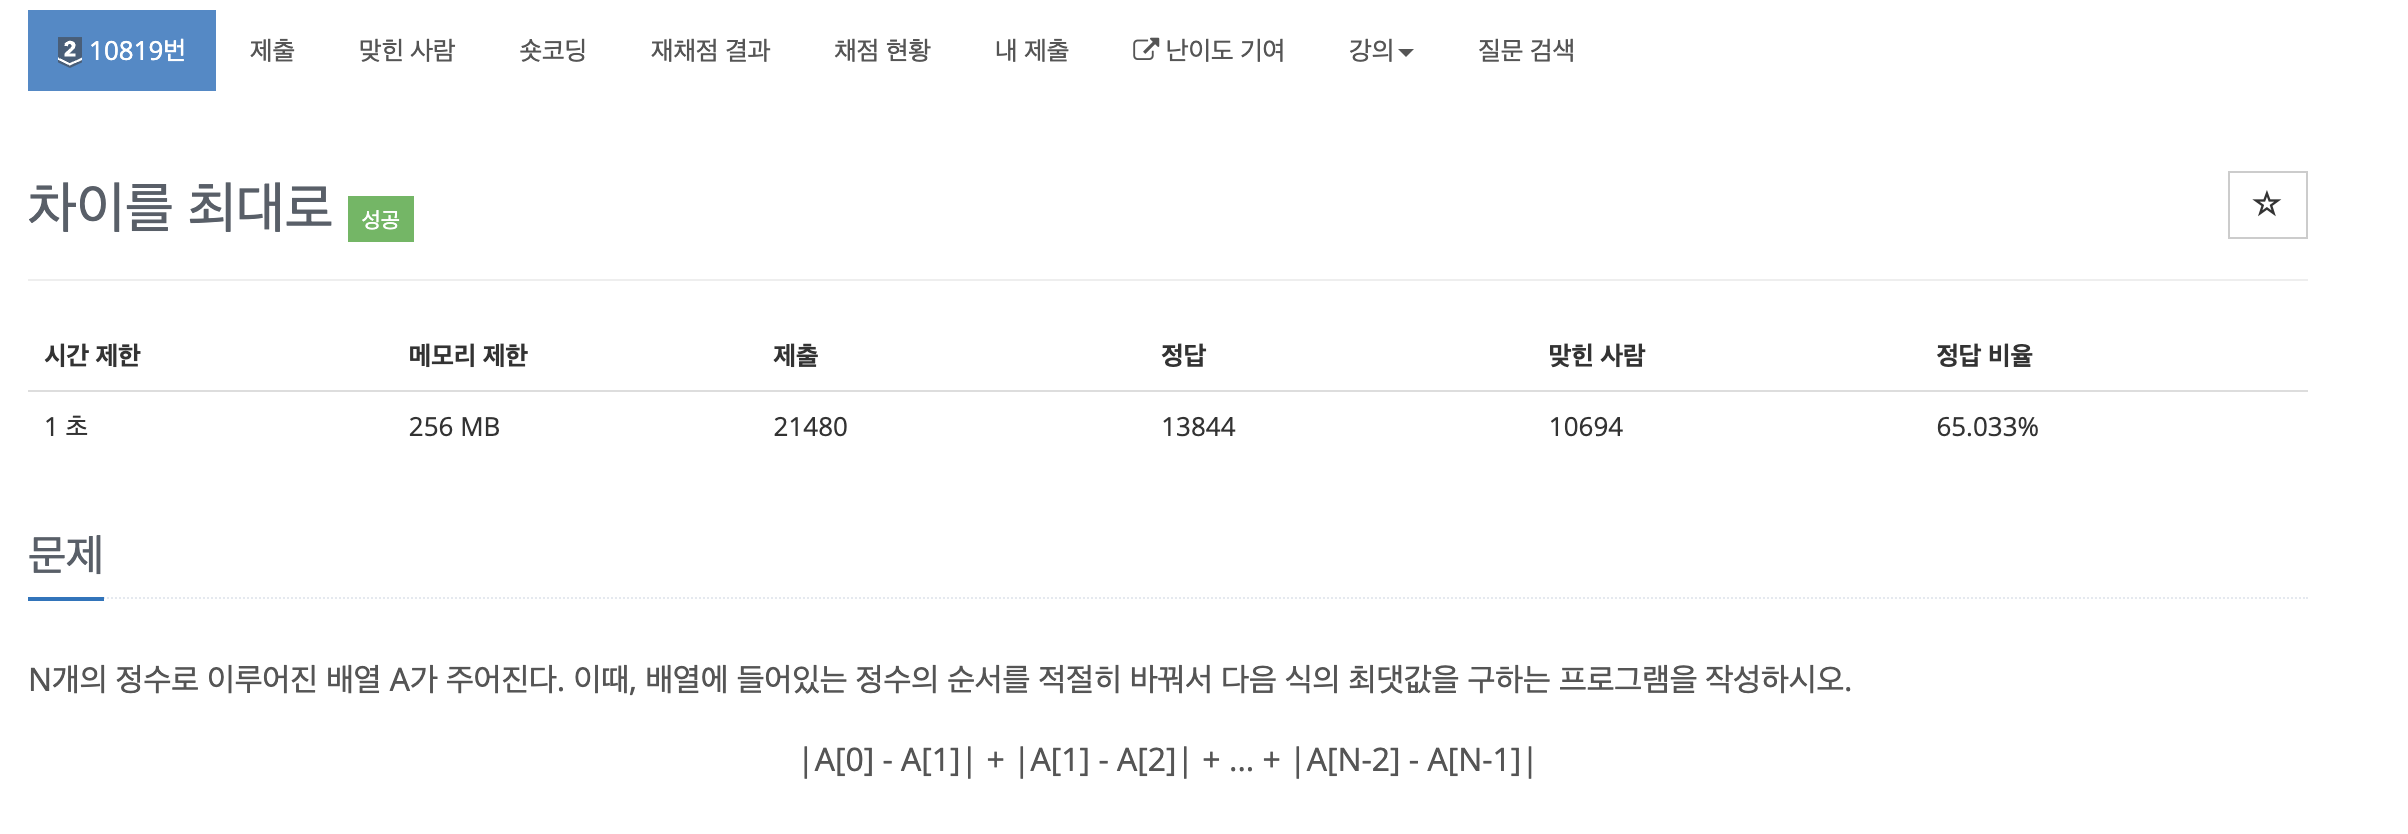 2 10819번 제출 맞힌 사람 숏코딩 재채점 결과 채점 현황 내 제출 난이도 기여 강의 질문 검색
차이를 최대로 성공
시간 제한 메모리 제한 제출 정답 맞힌 사람 정답 비율
1 초 256 MB 21480 13844 10694 65.033%
문제
N개의 정수로 이루어진 배열 A가 주어진다. 이때, 배열에 들어있는 정수의 순서를 적절히 바꿔서 다음 식의 최댓값을 구하는 프로그램을 작성하시오.
|A[0] - A[1]| + |A[1] - A[2]| + ... + |A[N-2] - A[N-1]|